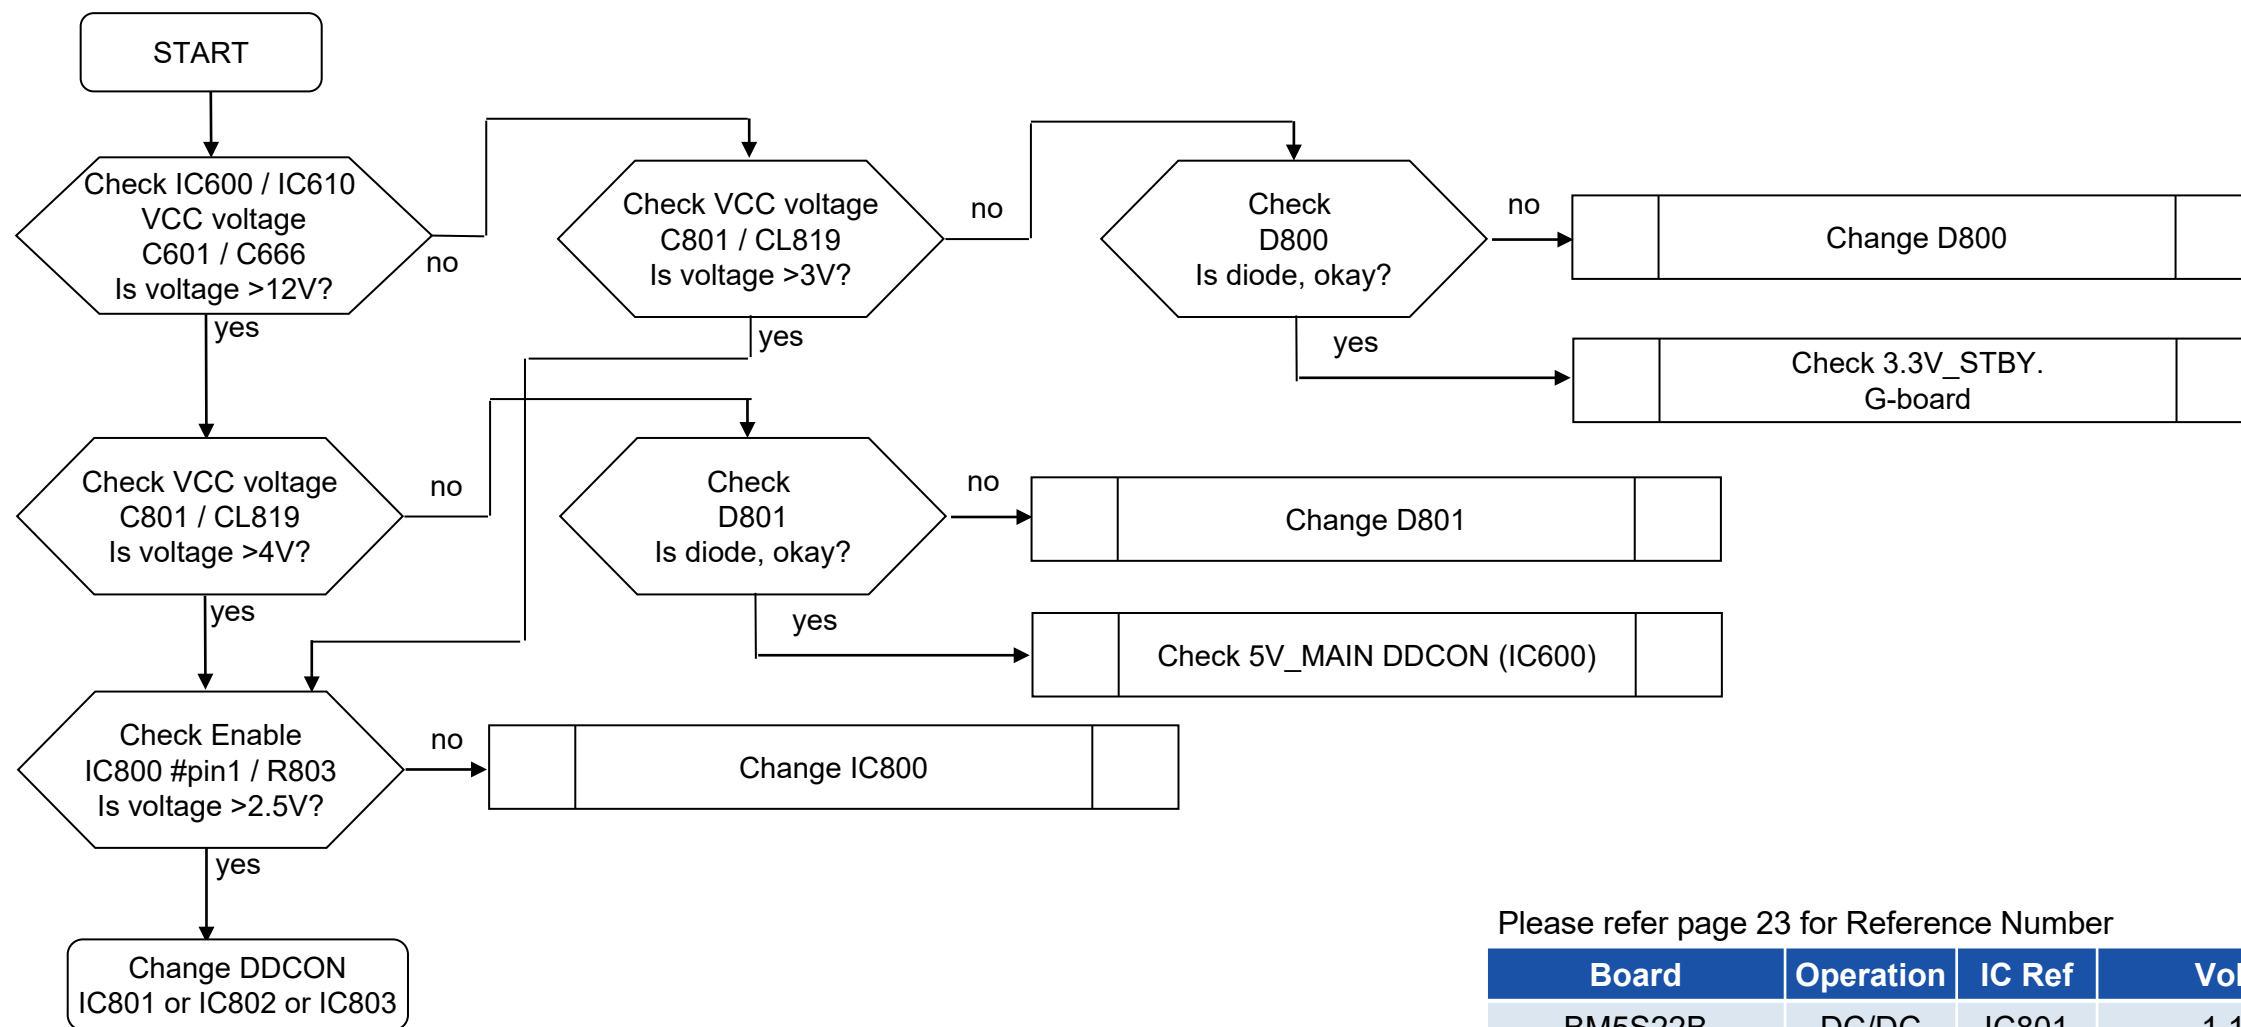 START
Check IC600 / IC610
VCC voltage
C601 / C666
Is voltage >12V?
no
yes
Check VCC voltage
C801 / CL819
Is voltage >3V?
no
yes
Check
D800
Is diode, okay?
no
yes
Change D800
Check 3.3V_STBY.
G-board
Check VCC voltage
C801 / CL819
Is voltage >4V?
no
yes
Check
D801
Is diode, okay?
no
yes
Change D801
Check 5V_MAIN DDCON (IC600)
Check Enable
IC800 #pin1 / R803
Is voltage >2.5V?
no
yes
Change IC800
Change DDCON
IC801 or IC802 or IC803
Please refer page 23 for Reference Number
Board Operation IC Ref
BM5S22B DC/DC IC801